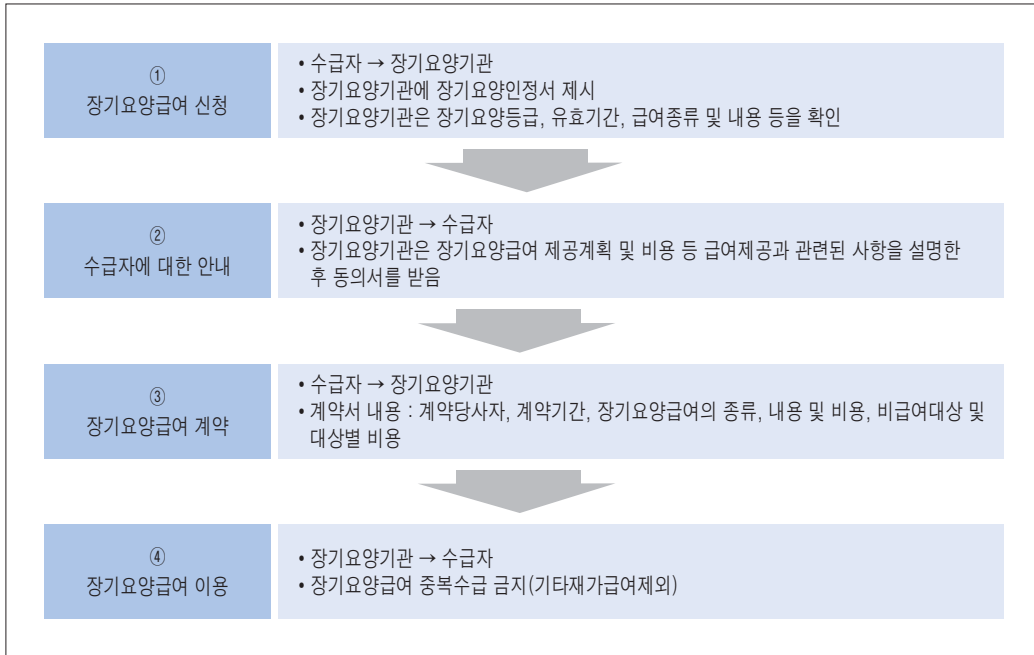 ①
장기요양급여 신청
• 수급자 → 장기요양기관
• 장기요양기관에 장기요양인정서 제시
• 장기요양기관은 장기요양등급, 유효기간, 급여종류 및 내용 등을 확인
②
수급자에 대한 안내
• 장기요양기관 → 수급자
• 장기요양기관은 장기요양급여 제공계획 및 비용 등 급여제공과 관련된 사항을 설명한
후 동의서를 받음
③
장기요양급여 계약
• 수급자 → 장기요양기관
• 계약서 내용 : 계약당사자, 계약기간, 장기요양급여의 종류, 내용 및 비용, 비급여대상 및
대상별 비용
④
장기요양급여 이용
• 장기요양기관 → 수급자
• 장기요양급여 중복수급 금지(기타재가급여제외)